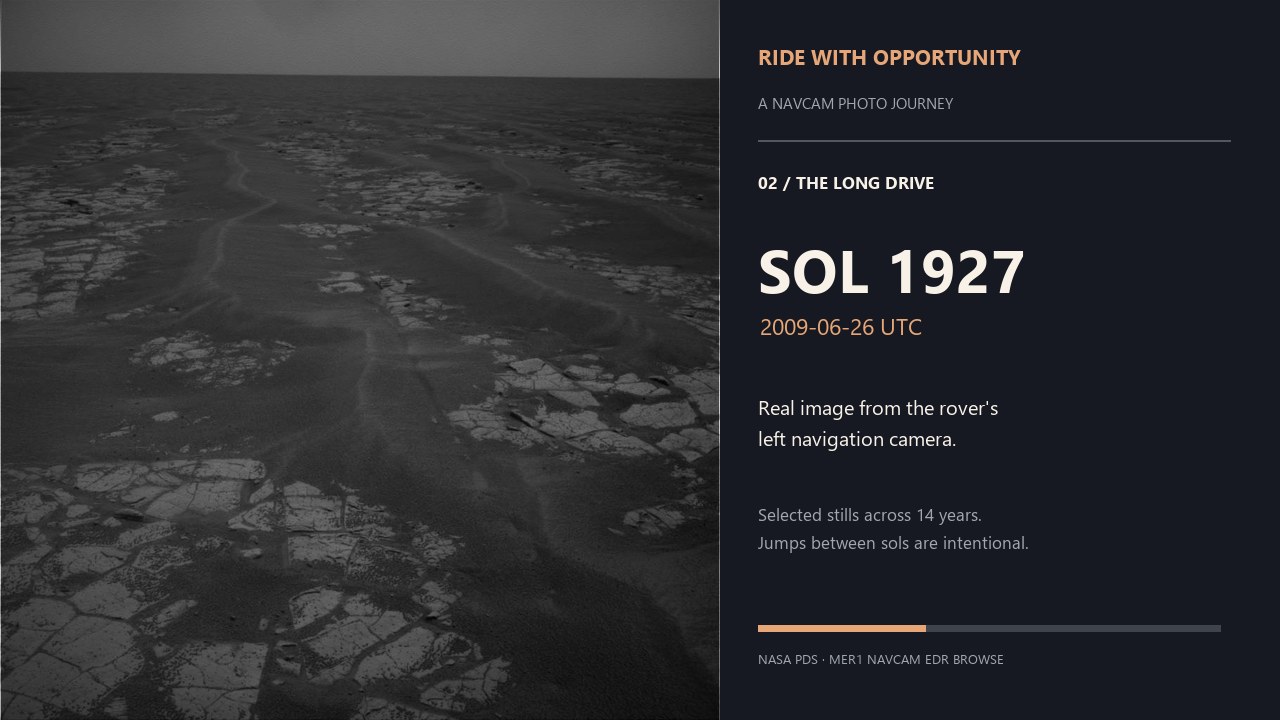 RIDE WITH OPPORTUNITY
A NAVCAM PHOTO JOURNEY
02 / THE LONG DRIVE
SOL 1927
2009-06-26 UTC
Real image from the rover's
left navigation camera.
Selected stills across 14 years.
Jumps between sols are intentional.
NASA PDS · MER1 NAVCAM EDR BROWSE